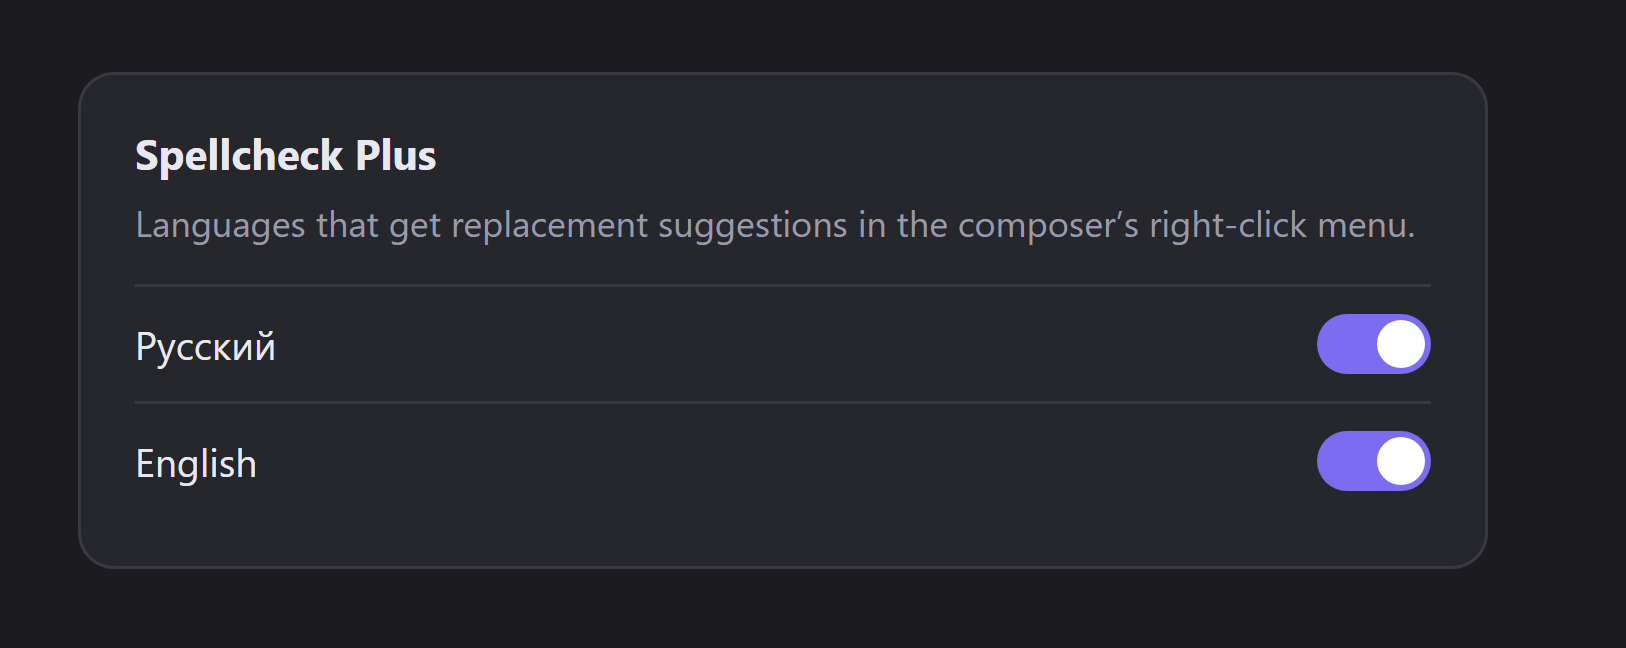 Spellcheck Plus
Languages that get replacement suggestions in the composer’s right-click menu.
Русский
English